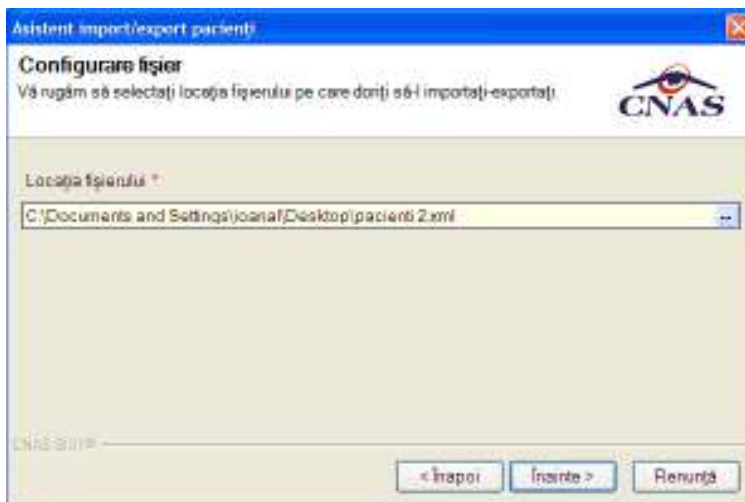 Asistent import/export pacienți
Configurare fișier
Vă rugăm să selectați locația fișierului pe care doriți să-l importați-exportați.
CNAS
Locația fișierului *
C:\Documents and Settings\ioanaf\Desktop\pacienti 2.xml
...
< Înapoi
Înainte >
Renunță